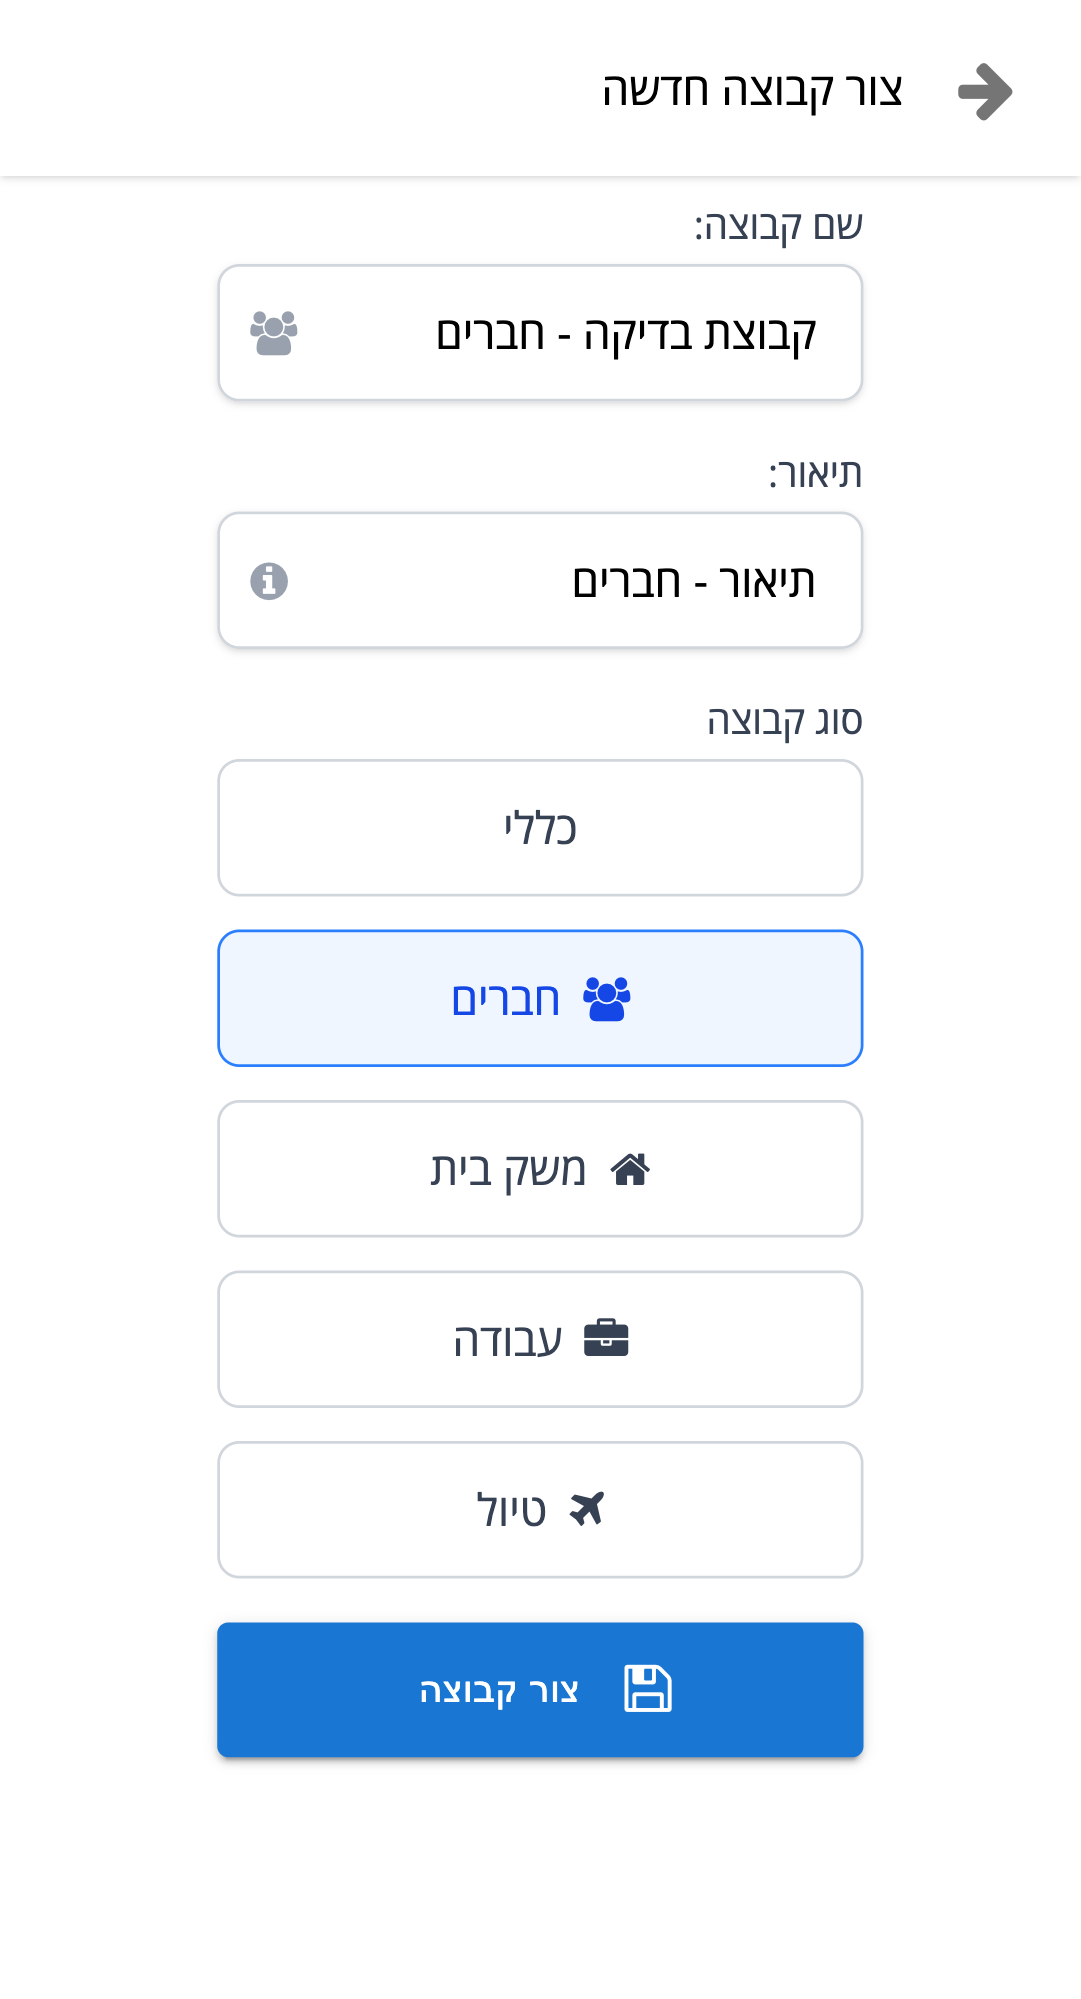 צור קבוצה חדשה
שם קבוצה:
קבוצת בדיקה - חברים
תיאור:
תיאור - חברים
סוג קבוצה
כללי
חברים
משק בית
עבודה
טיול
צור קבוצה